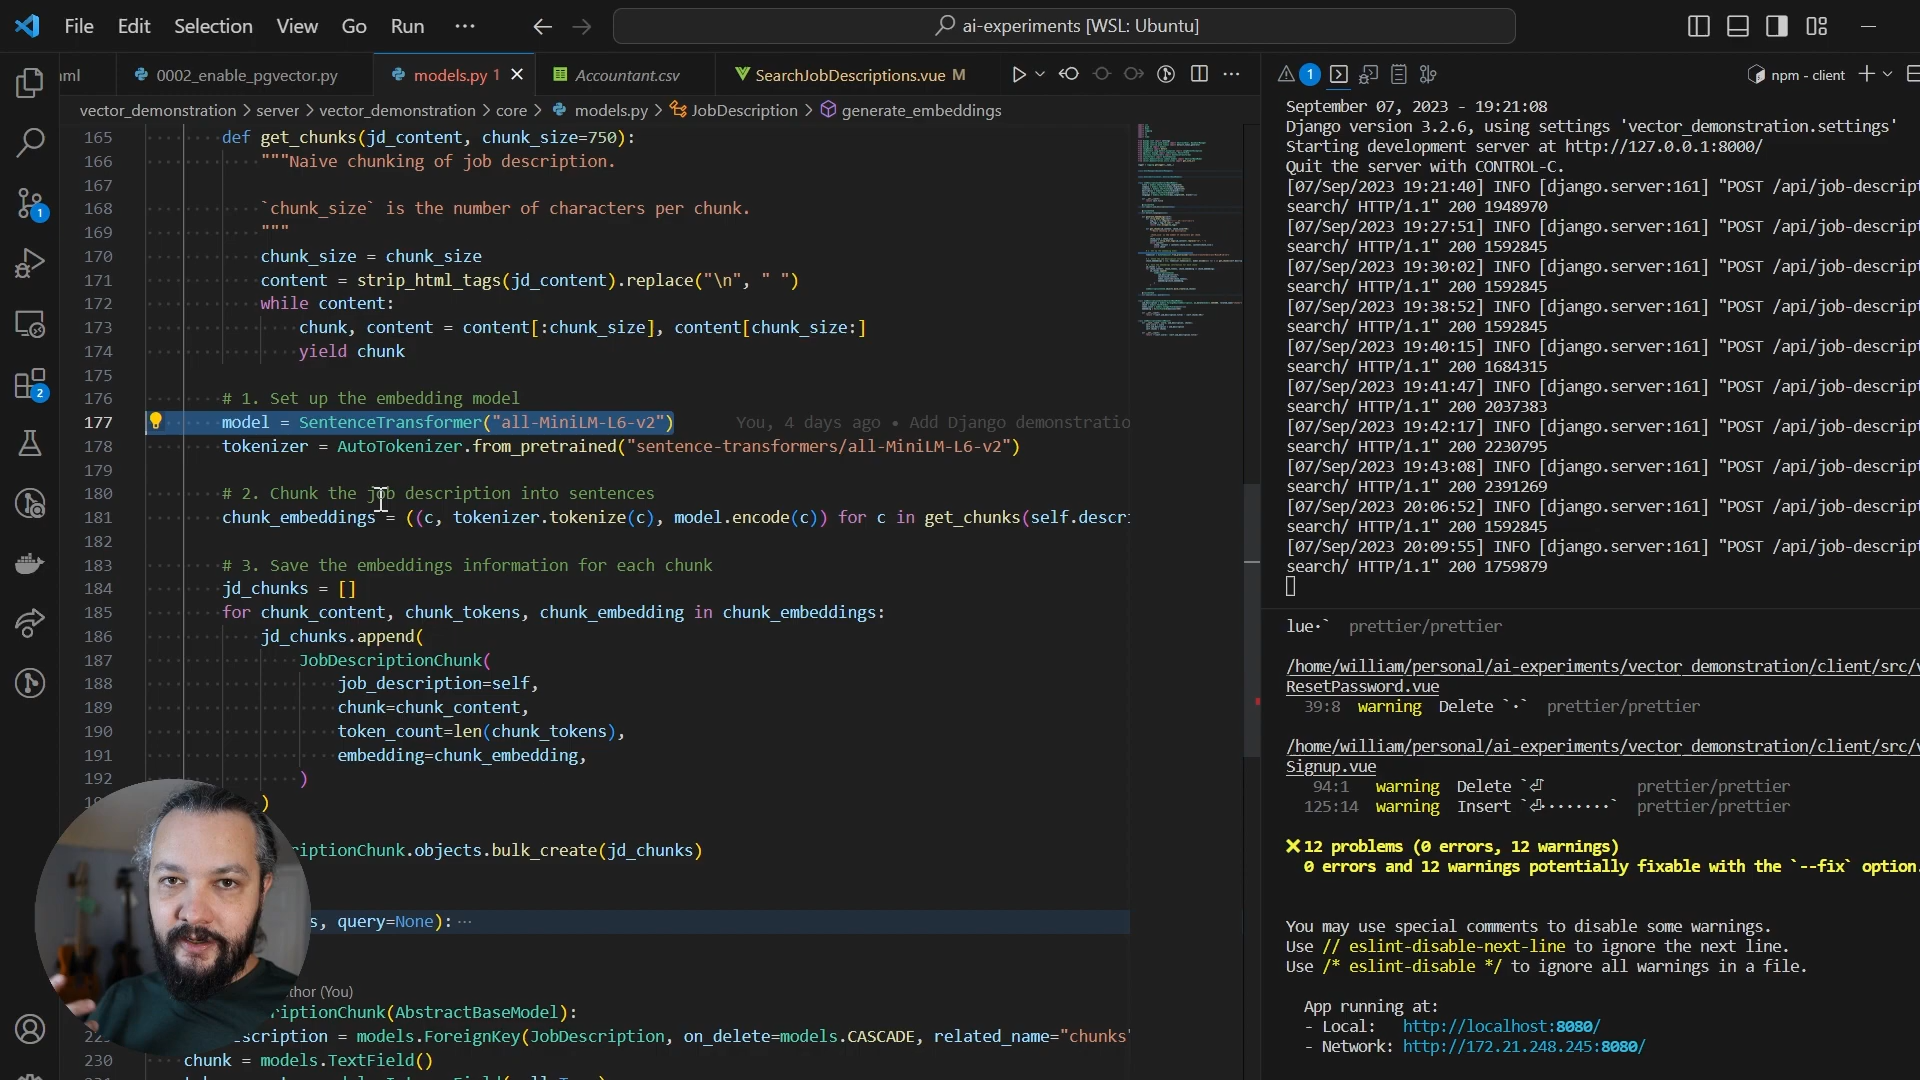 File Edit Selection View Go Run ···
ai-experiments [WSL: Ubuntu]
ml 0002_enable_pgvector.py models.py 1 Accountant.csv SearchJobDescriptions.vue M
vector_demonstration > server > vector_demonstration > core > models.py > JobDescription > generate_embeddings
165 def get_chunks(jd_content, chunk_size=750):
166 """Naive chunking of job description.
167
168 `chunk_size` is the number of characters per chunk.
169 """
170 chunk_size = chunk_size
171 content = strip_html_tags(jd_content).replace("\n", " ")
172 while content:
173 chunk, content = content[:chunk_size], content[chunk_size:]
174 yield chunk
175
176 # 1. Set up the embedding model
177 model = SentenceTransformer("all-MiniLM-L6-v2") You, 4 days ago • Add Django demonstratio
178 tokenizer = AutoTokenizer.from_pretrained("sentence-transformers/all-MiniLM-L6-v2")
179
180 # 2. Chunk the job description into sentences
181 chunk_embeddings = ((c, tokenizer.tokenize(c), model.encode(c)) for c in get_chunks(self.descri
182
183 # 3. Save the embeddings information for each chunk
184 jd_chunks = []
185 for chunk_content, chunk_tokens, chunk_embedding in chunk_embeddings:
186 jd_chunks.append(
187 JobDescriptionChunk(
188 job_description=self,
189 chunk=chunk_content,
190 token_count=len(chunk_tokens),
191 embedding=chunk_embedding,
192 )
)
riptionChunk.objects.bulk_create(jd_chunks)
s, query=None): ···
thor (You)
riptionChunk(AbstractBaseModel):
escription = models.ForeignKey(JobDescription, on_delete=models.CASCADE, related_name="chunks"
230 chunk = models.TextField()
1
2
1 npm - client
September 07, 2023 - 19:21:08
Django version 3.2.6, using settings 'vector_demonstration.settings'
Starting development server at http://127.0.0.1:8000/
Quit the server with CONTROL-C.
[07/Sep/2023 19:21:40] INFO [django.server:161] "POST /api/job-descript
search/ HTTP/1.1" 200 1948970
[07/Sep/2023 19:27:51] INFO [django.server:161] "POST /api/job-descript
search/ HTTP/1.1" 200 1592845
[07/Sep/2023 19:30:02] INFO [django.server:161] "POST /api/job-descript
search/ HTTP/1.1" 200 1592845
[07/Sep/2023 19:38:52] INFO [django.server:161] "POST /api/job-descript
search/ HTTP/1.1" 200 1592845
[07/Sep/2023 19:40:15] INFO [django.server:161] "POST /api/job-descript
search/ HTTP/1.1" 200 1684315
[07/Sep/2023 19:41:47] INFO [django.server:161] "POST /api/job-descript
search/ HTTP/1.1" 200 2037383
[07/Sep/2023 19:42:17] INFO [django.server:161] "POST /api/job-descript
search/ HTTP/1.1" 200 2230795
[07/Sep/2023 19:43:08] INFO [django.server:161] "POST /api/job-descript
search/ HTTP/1.1" 200 2391269
[07/Sep/2023 20:06:52] INFO [django.server:161] "POST /api/job-descript
search/ HTTP/1.1" 200 1592845
[07/Sep/2023 20:09:55] INFO [django.server:161] "POST /api/job-descript
search/ HTTP/1.1" 200 1759879
lue·` prettier/prettier
/home/william/personal/ai-experiments/vector_demonstration/client/src/v
ResetPassword.vue
39:8 warning Delete `·` prettier/prettier
/home/william/personal/ai-experiments/vector_demonstration/client/src/v
Signup.vue
94:1 warning Delete `⏎ prettier/prettier
125:14 warning Insert `⏎·······` prettier/prettier
✖ 12 problems (0 errors, 12 warnings)
0 errors and 12 warnings potentially fixable with the `--fix` option.
You may use special comments to disable some warnings.
Use // eslint-disable-next-line to ignore the next line.
Use /* eslint-disable */ to ignore all warnings in a file.
App running at:
- Local: http://localhost:8080/
- Network: http://172.21.248.245:8080/